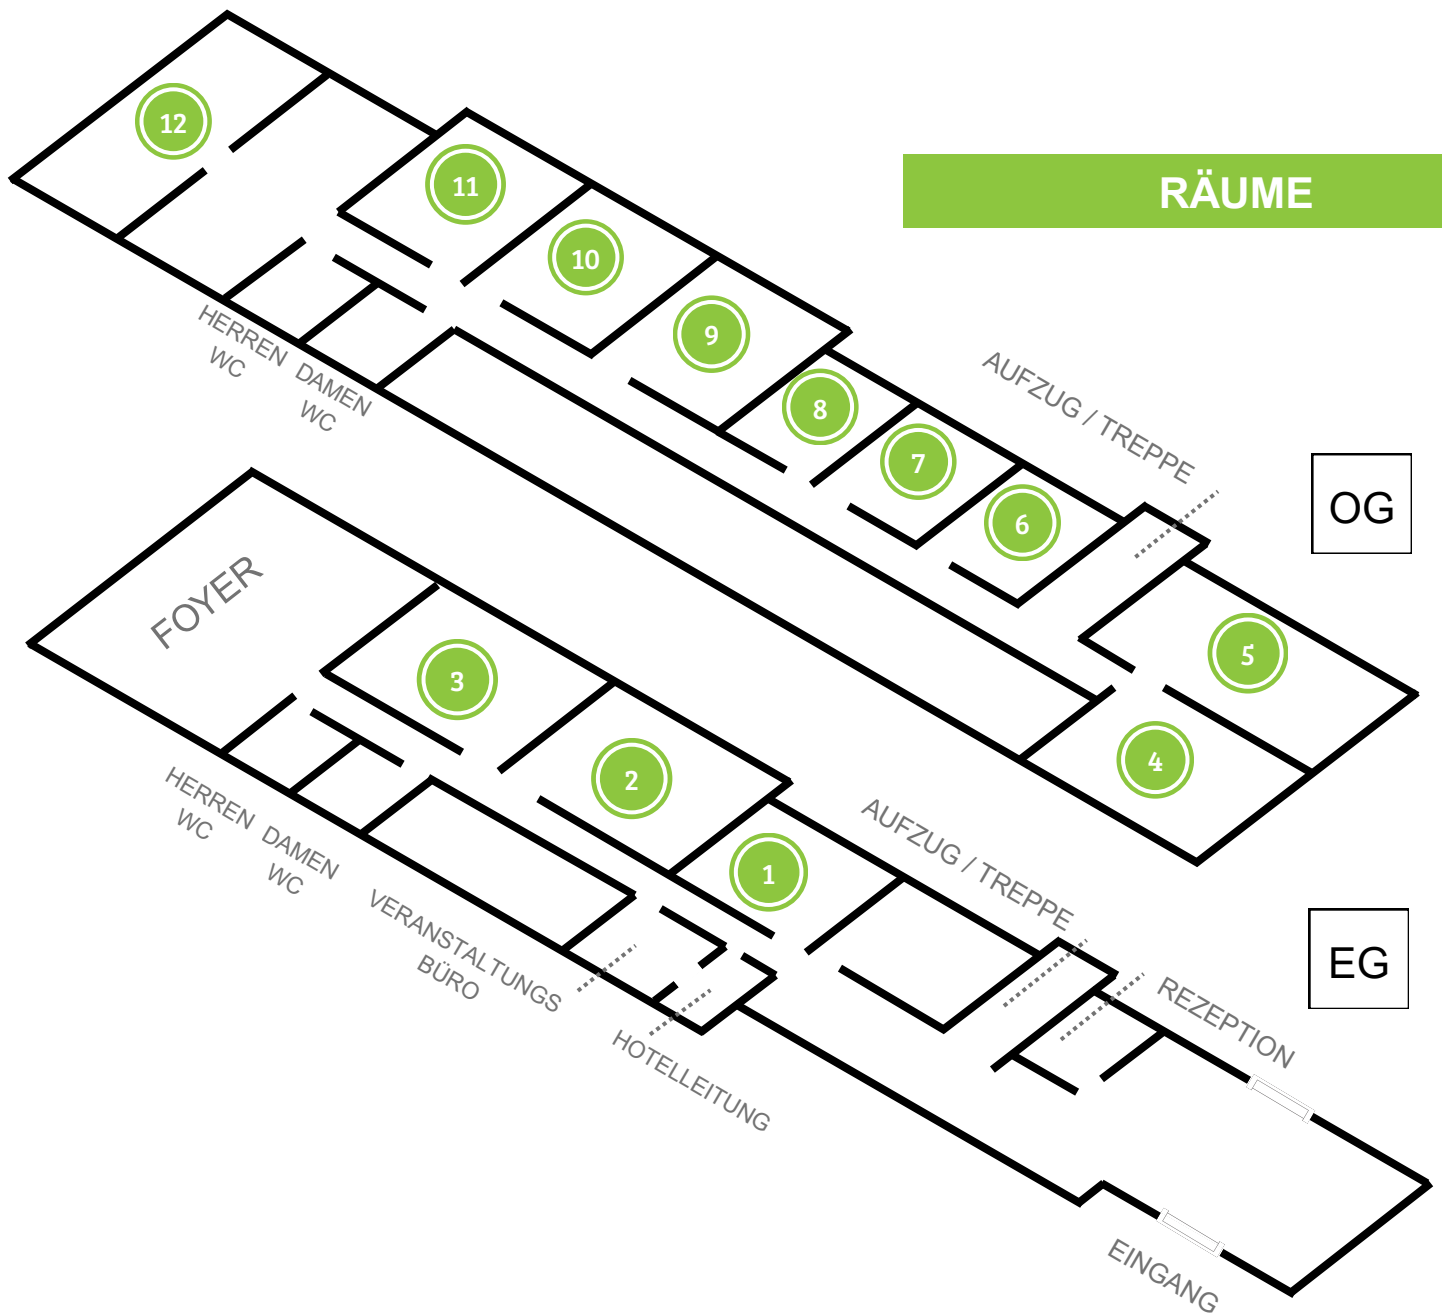 RÄUME
12
11
10
9
8
7
6
5
4
HERREN
WC
DAMEN
WC
AUFZUG / TREPPE
OG
FOYER
3
2
1
HERREN
WC
DAMEN
WC
VERANSTALTUNGS
BÜRO
HOTELLEITUNG
AUFZUG / TREPPE
REZEPTION
EG
EINGANG